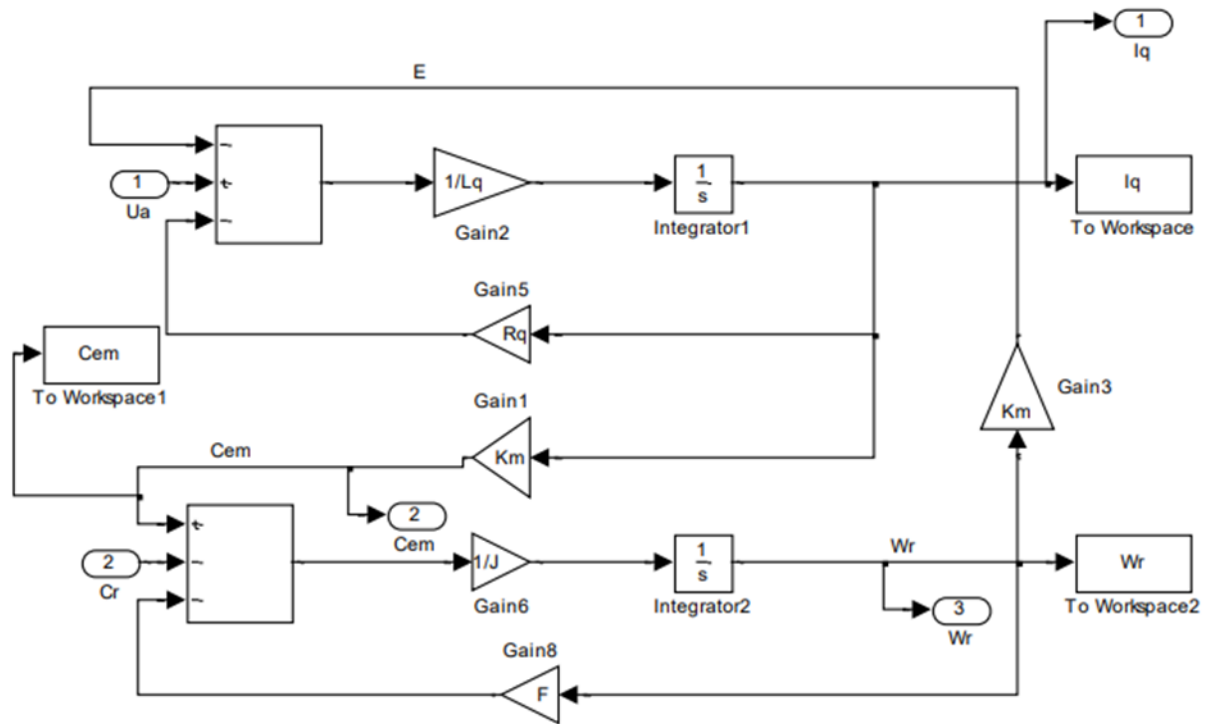 1
Iq
E
1
Ua
1/Lq
Gain2
1
s
Integrator1
Iq
To Workspace
Gain5
Rq
Cem
To Workspace1
Gain1
Km
Km
Gain3
Cem
2
Cem
2
Cr
1/J
Gain6
1
s
Integrator2
Wr
3
Wr
Wr
To Workspace2
Gain8
F